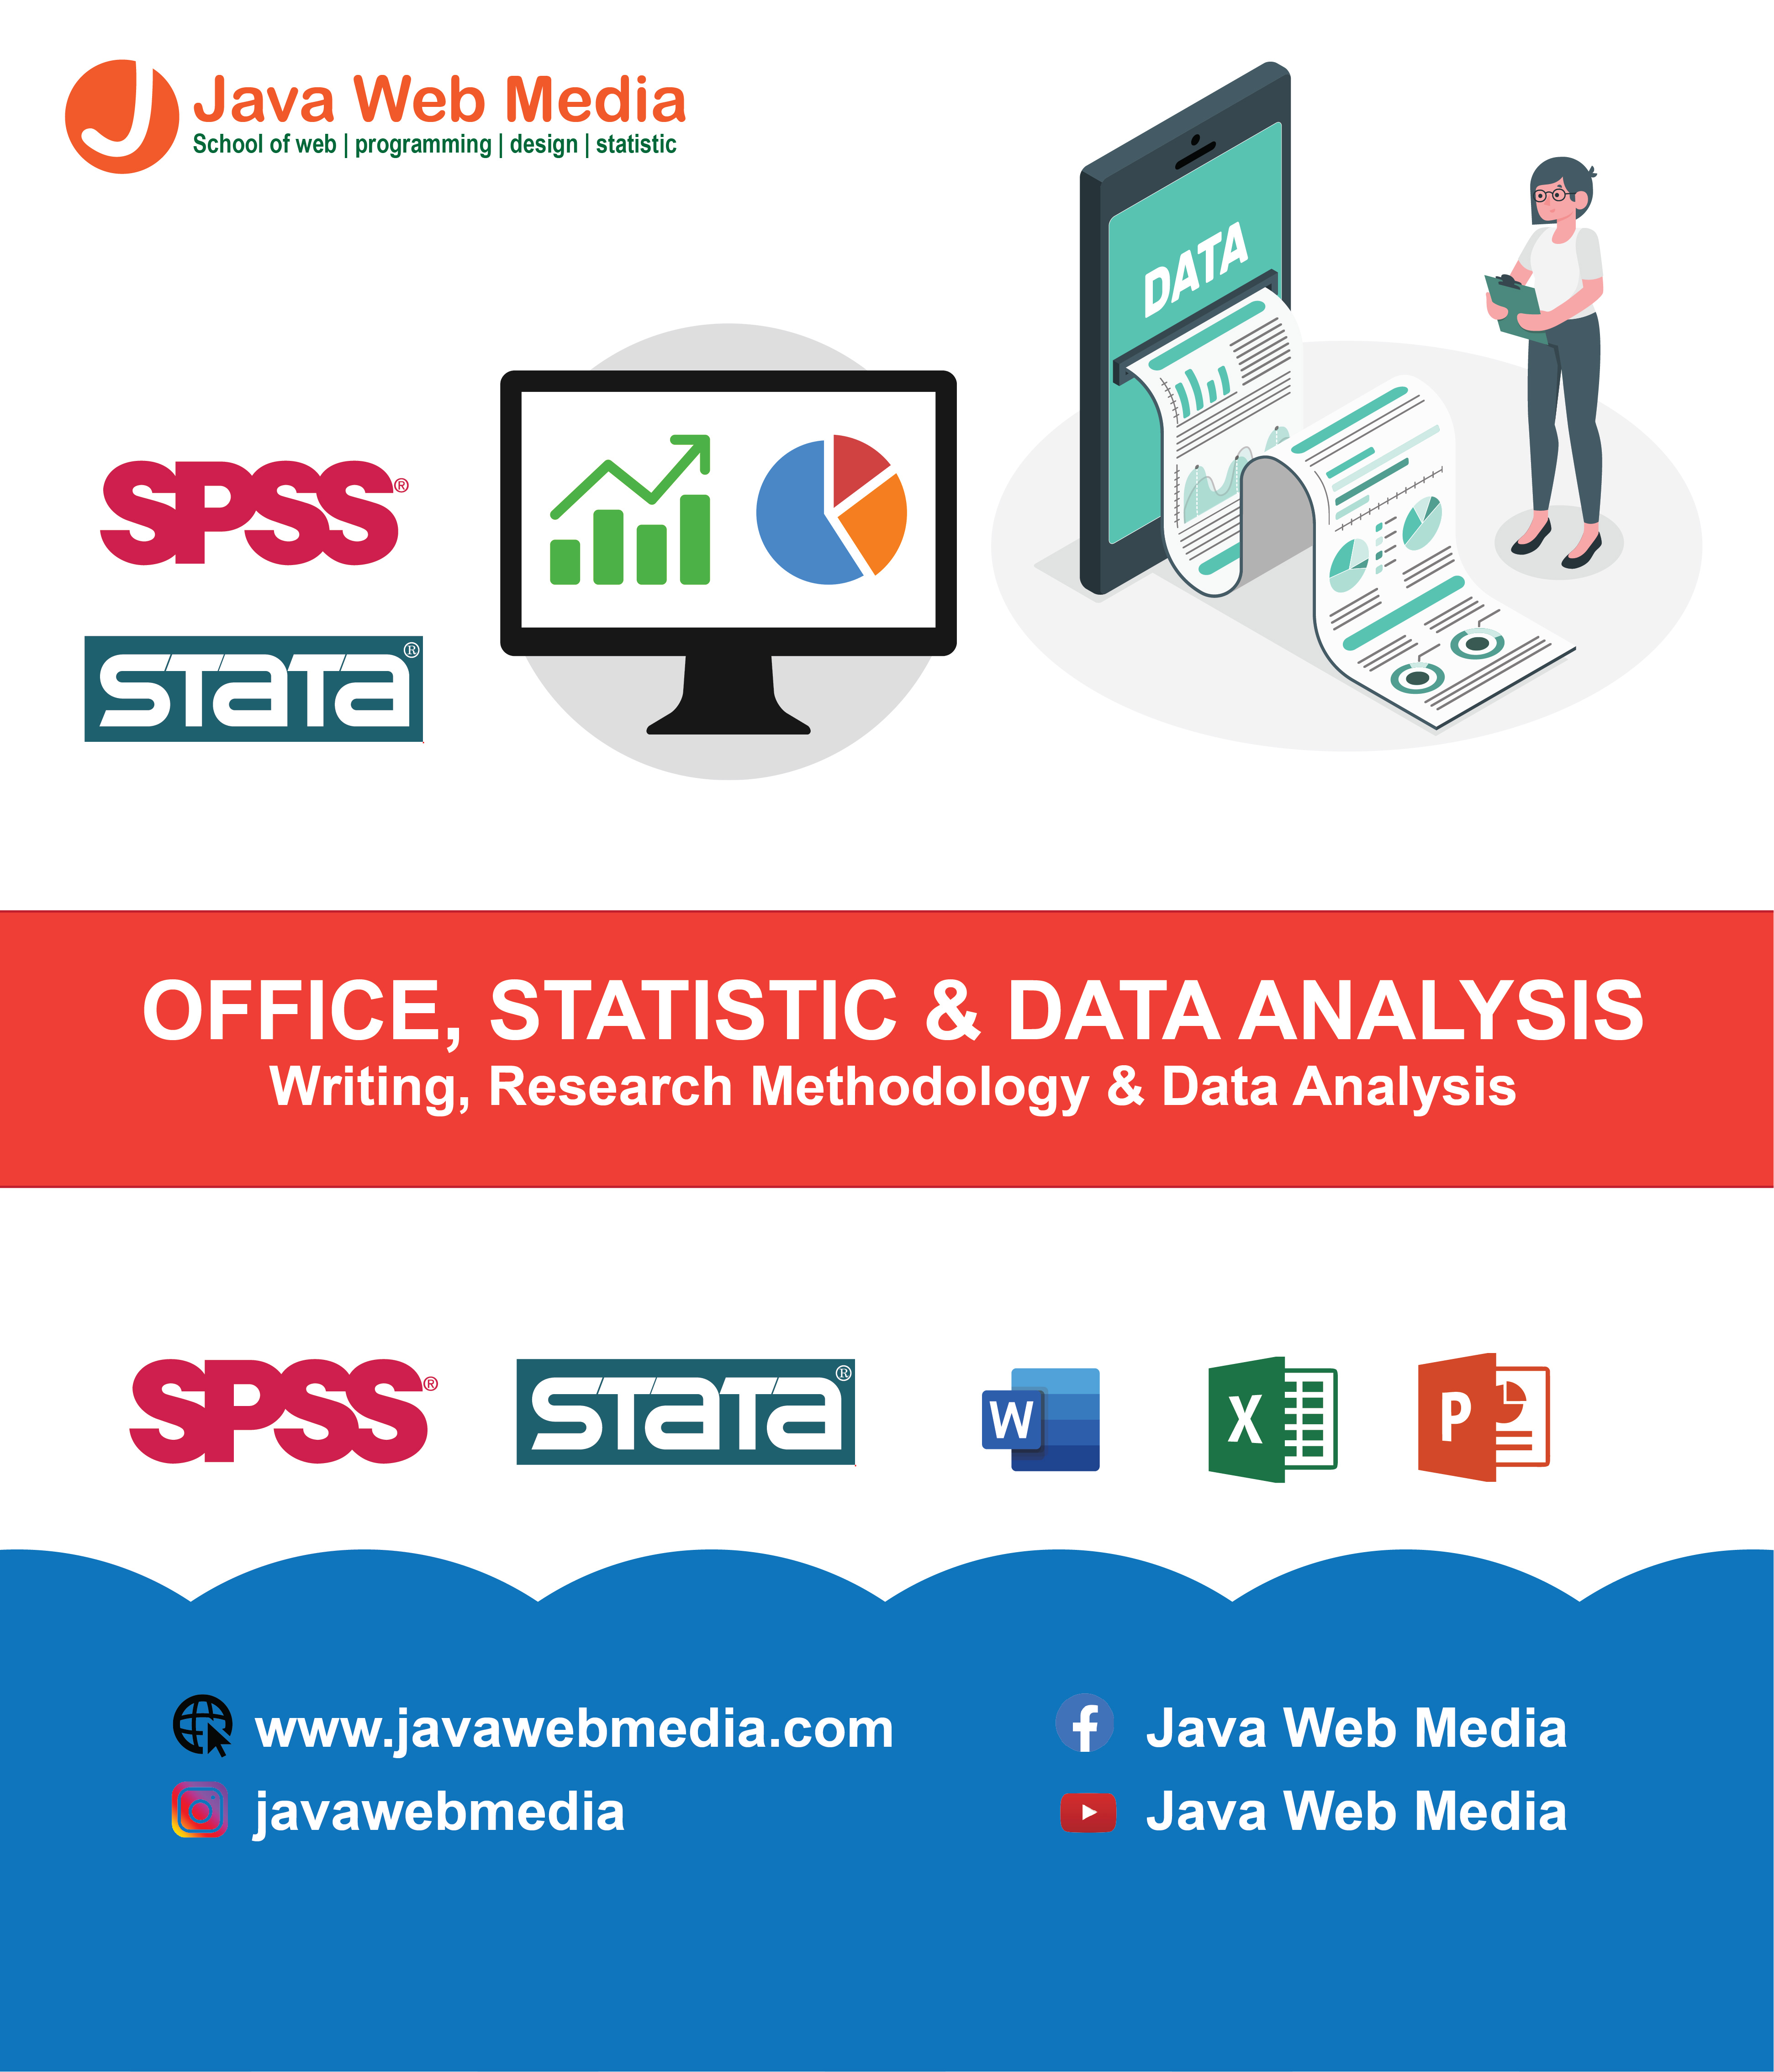 Java Web Media
School of web | programming | design | statistic
DATA
SPSS®
STATA®
OFFICE, STATISTIC & DATA ANALYSIS
Writing, Research Methodology & Data Analysis
SPSS®
STATA®
W
X
P
www.javawebmedia.com
Java Web Media
javawebmedia
Java Web Media